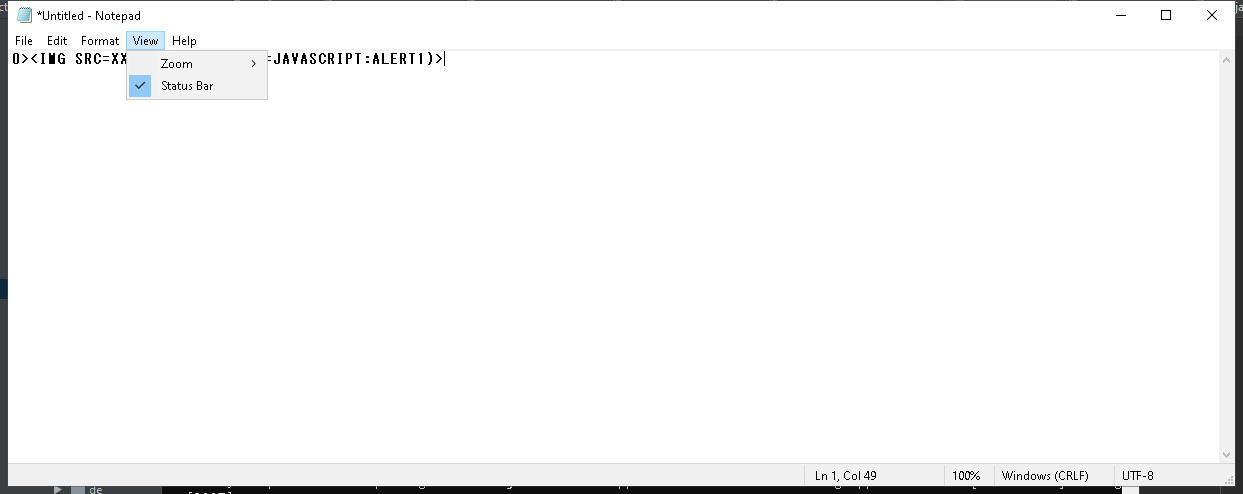 *Untitled - Notepad
File Edit Format View Help
0><IMG SRC=XX
=JAVASCRIPT:ALERT1)>
Zoom
Status Bar
Ln 1, Col 49
100%
Windows (CRLF)
UTF-8
de